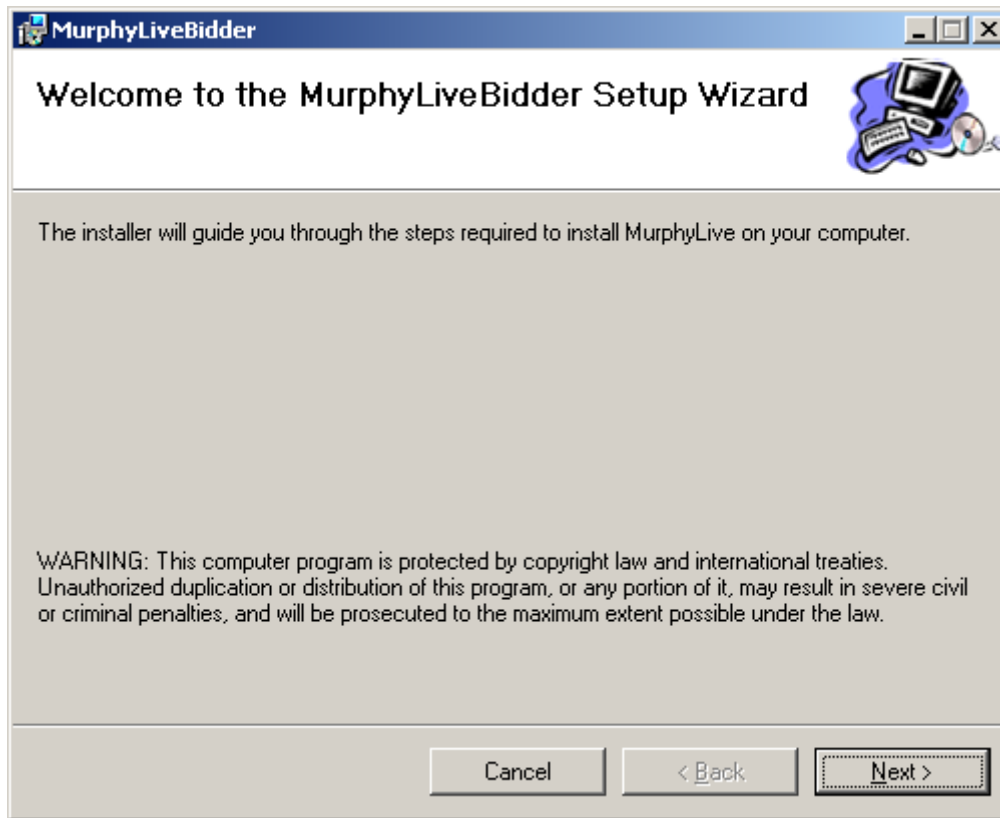 MurphyLiveBidder
Welcome to the MurphyLiveBidder Setup Wizard
The installer will guide you through the steps required to install MurphyLive on your computer.
WARNING: This computer program is protected by copyright law and international treaties.
Unauthorized duplication or distribution of this program, or any portion of it, may result in severe civil
or criminal penalties, and will be prosecuted to the maximum extent possible under the law.
Cancel
< Back
Next >